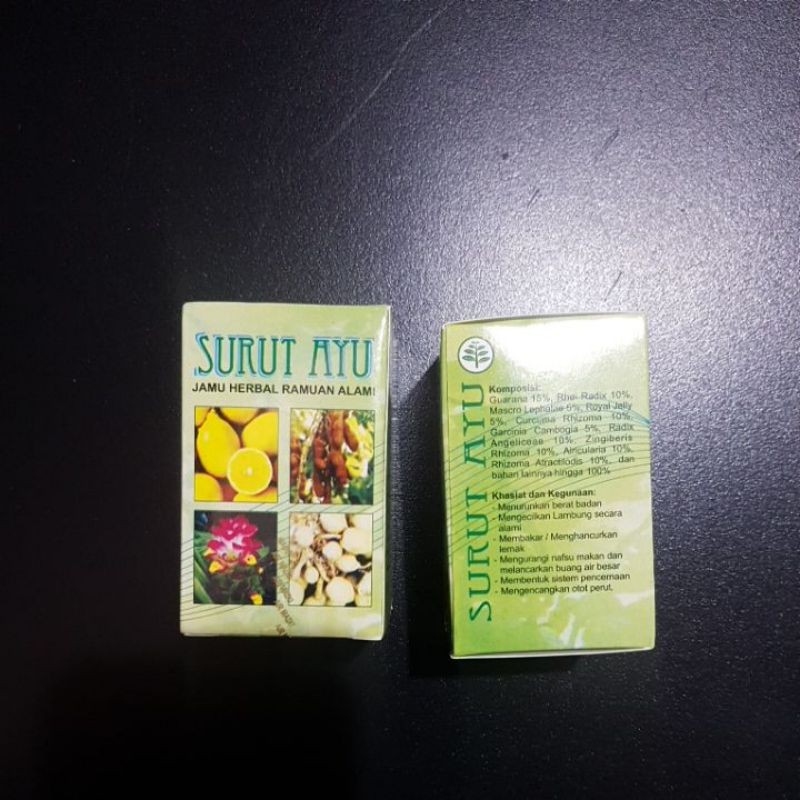 SURUT AYU
JAMU HERBAL RAMUAN ALAMI
SURUT AYU
Komposisi:
Guarana 15%, Rhei Radix 10%,
Mascro Lephalae 5%, Royal Jelly
5%, Curcuma Rhizoma 10%,
Garcinia Cambogia 5%, Radix
Angeliceae 10%, Zingiberis
Rhizoma 10%, Alricularia 10%,
Rhizoma Atractilodis 10%, dan
bahan lainnya hingga 100%
Khasiat dan Kegunaan:
- Menurunkan berat badan
- Mengecilkan Lambung secara
alami
- Membakar / Menghancurkan
lemak
- Mengurangi nafsu makan dan
melancarkan buang air besar
- Membentuk sistem pencernaan
- Mengencangkan otot perut,